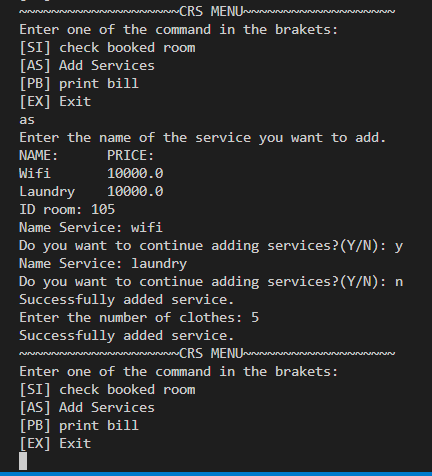 ~~~~~~~~~~~~~~~~~~~~CRS MENU~~~~~~~~~~~~~~~~~~~
Enter one of the command in the brakets:
[SI] check booked room
[AS] Add Services
[PB] print bill
[EX] Exit
as
Enter the name of the service you want to add.
NAME:      PRICE:
Wifi       10000.0
Laundry    10000.0
ID room: 105
Name Service: wifi
Do you want to continue adding services?(Y/N): y
Name Service: laundry
Do you want to continue adding services?(Y/N): n
Successfully added service.
Enter the number of clothes: 5
Successfully added service.
~~~~~~~~~~~~~~~~~~~~CRS MENU~~~~~~~~~~~~~~~~~~~
Enter one of the command in the brakets:
[SI] check booked room
[AS] Add Services
[PB] print bill
[EX] Exit